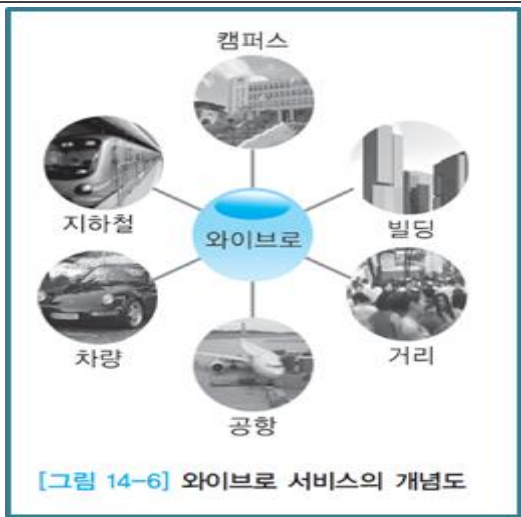 캠퍼스
지하철
와이브로
빌딩
차량
거리
공항
[그림 14-6] 와이브로 서비스의 개념도